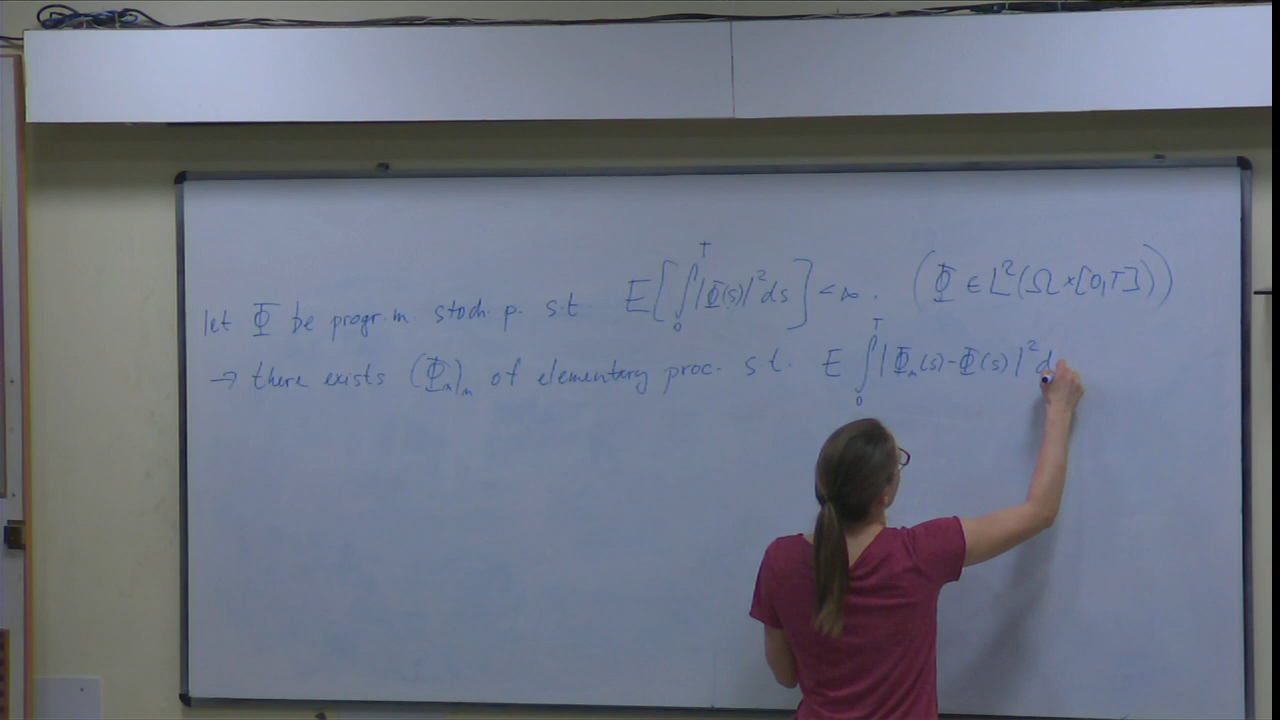 let Φ be progr. m. stoch. p. s.t. E[∫₀ᵀ |Φ(s)|² ds] < ∞. (Φ ∈ L²(Ω×[0,T]))
→ there exists (Φₙ)ₙ of elementary proc. s.t. E ∫₀ᵀ |Φₙ(s)-Φ(s)|² d